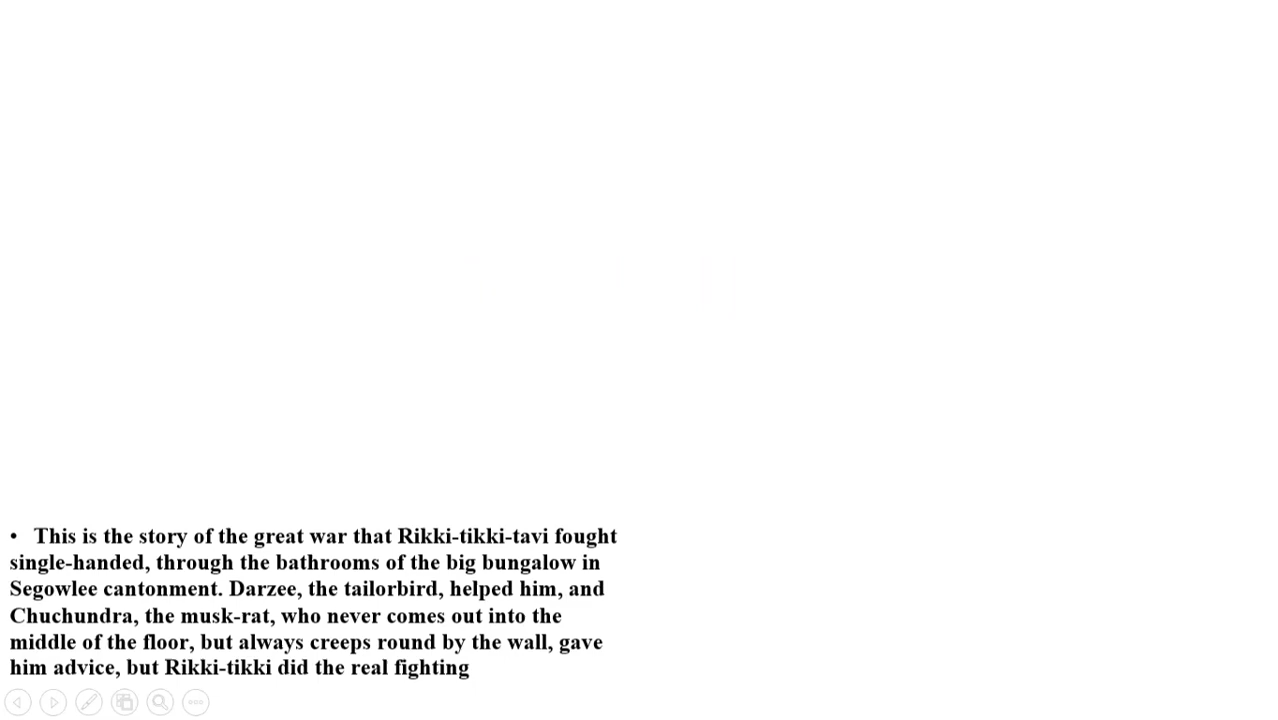 • This is the story of the great war that Rikki-tikki-tavi fought
single-handed, through the bathrooms of the big bungalow in
Segowlee cantonment. Darzee, the tailorbird, helped him, and
Chuchundra, the musk-rat, who never comes out into the
middle of the floor, but always creeps round by the wall, gave
him advice, but Rikki-tikki did the real fighting